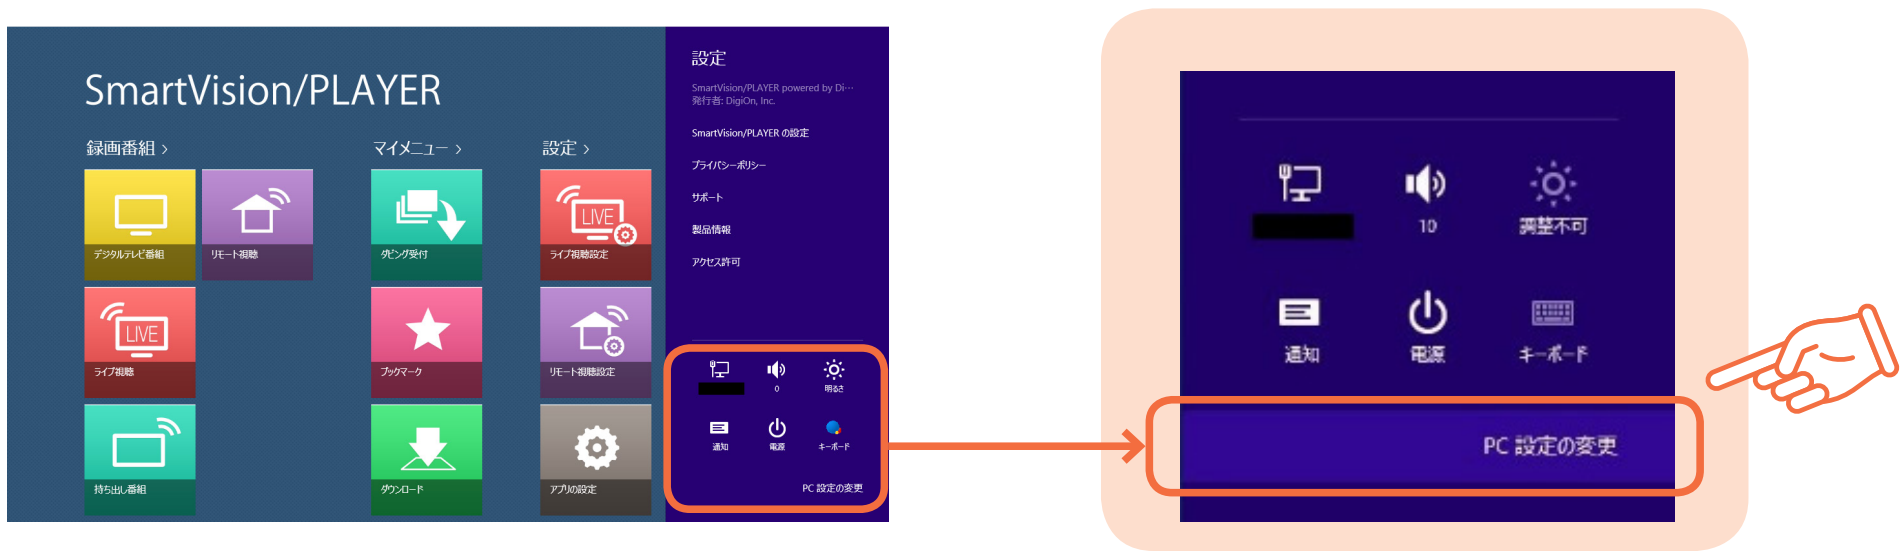 SmartVision/PLAYER
録画番組 >
デジタルテレビ番組
リモート視聴
LIVE
ライブ視聴
持ち出し番組
マイメニュー >
ダビング受付
ブックマーク
ダウンロード
設定 >
LIVE
ライブ視聴設定
リモート視聴設定
アプリの設定
設定
SmartVision/PLAYER powered by Di…
発行者: DigiOn, Inc.
SmartVision/PLAYER の設定
プライバシーポリシー
サポート
製品情報
アクセス許可
0
明るさ
通知
電源
キーボード
PC 設定の変更
10
調整不可
通知
電源
キーボード
PC 設定の変更